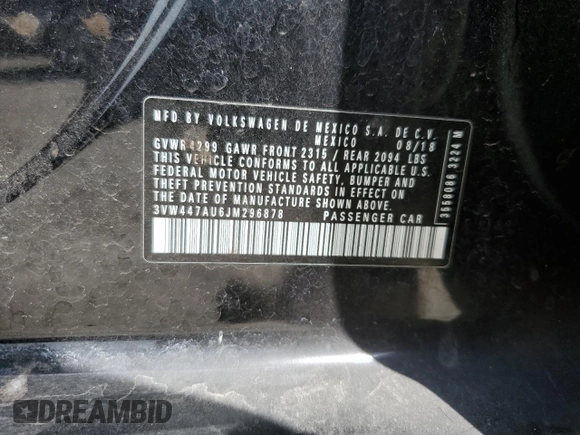 MFD BY VOLKSWAGEN DE MEXICO S.A. DE C.V.
MEXICO 08/18
GVWR 4299 GAWR FRONT 2315 / REAR 2094 LBS
THIS VEHICLE CONFORMS TO ALL APPLICABLE U.S.
FEDERAL MOTOR VEHICLE SAFETY, BUMPER AND
THEFT PREVENTION STANDARDS IN EFFECT ON
THE DATE OF MANUFACTURE SHOWN ABOVE.
3VW447AU6JM296878 PASSENGER CAR
3224 M
DREAMBID